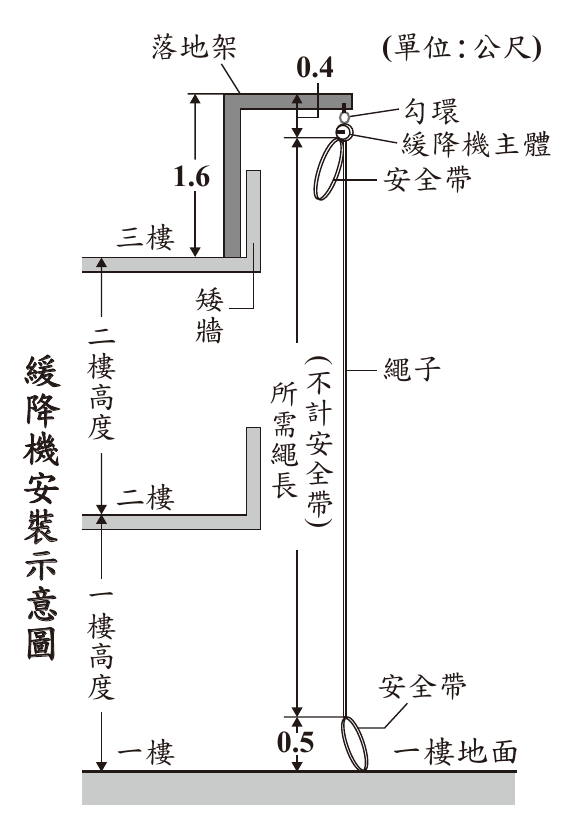 落地架
(單位:公尺)
0.4
勾環
緩降機主體
安全帶
1.6
三樓
矮牆
二樓高度
繩子
所需繩長
(不計安全帶)
緩降機安裝示意圖
二樓
一樓高度
安全帶
0.5
一樓
一樓地面